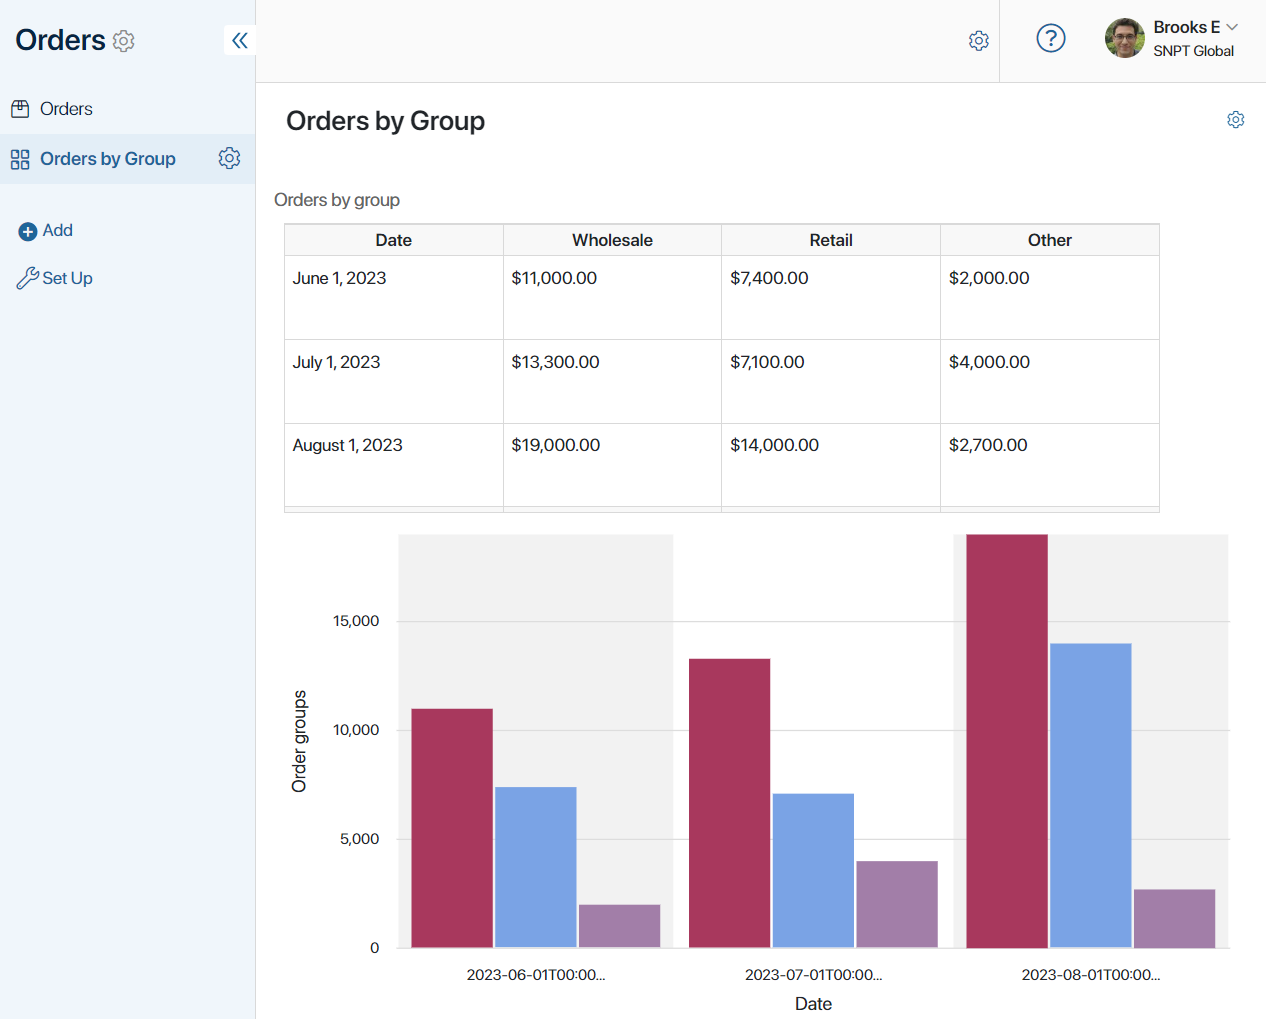 Orders
Brooks E
SNPT Global
Orders
Orders by Group
Add
Set Up
Orders by Group
Orders by group
Date Wholesale Retail Other
June 1, 2023 $11,000.00 $7,400.00 $2,000.00
July 1, 2023 $13,300.00 $7,100.00 $4,000.00
August 1, 2023 $19,000.00 $14,000.00 $2,700.00
Order groups
15,000
10,000
5,000
0
2023-06-01T00:00... 2023-07-01T00:00... 2023-08-01T00:00...
Date